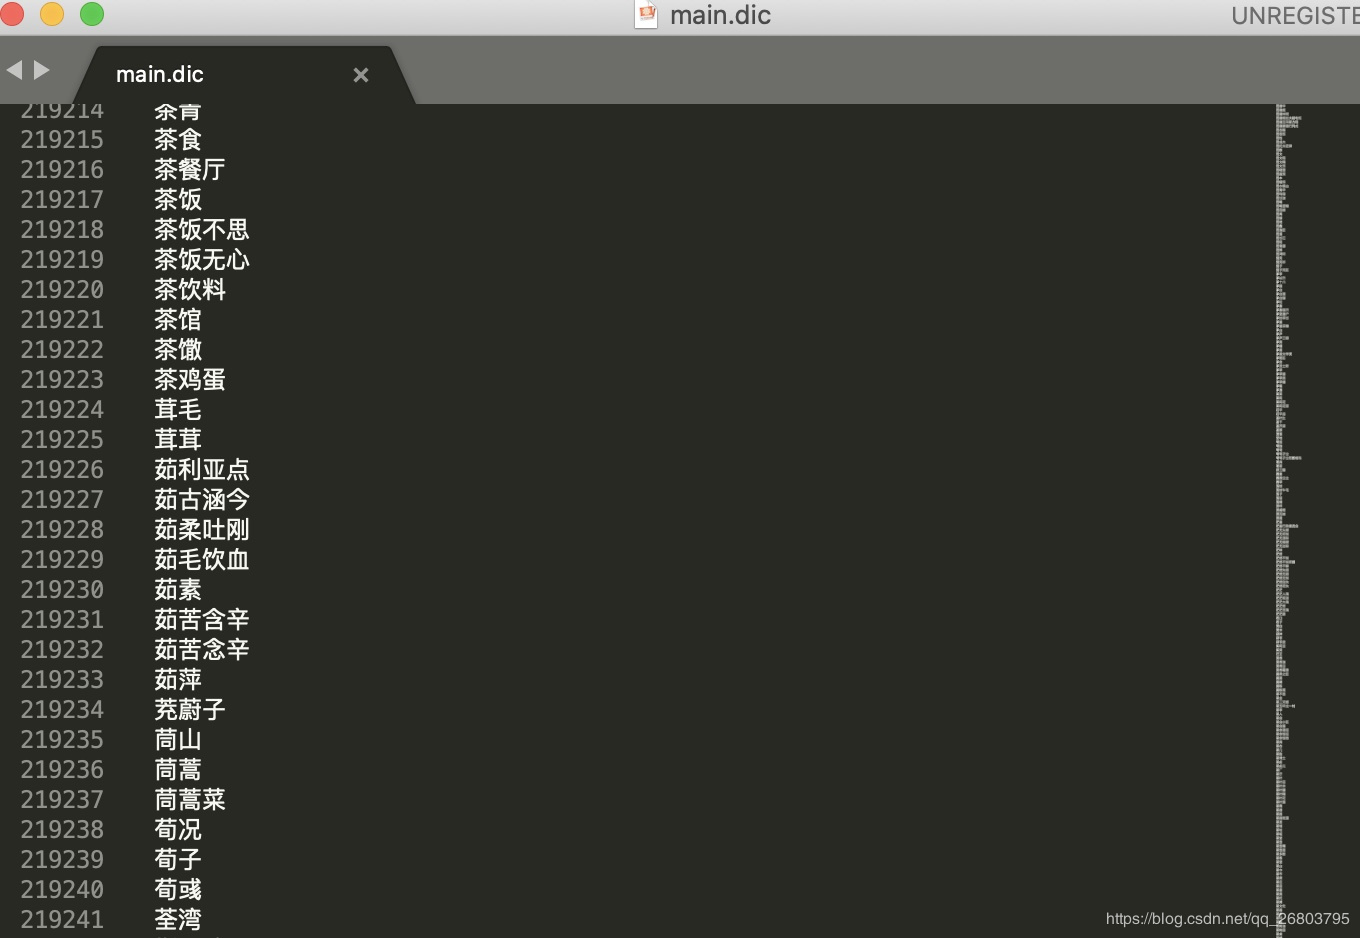 main.dic
UNREGISTE
main.dic
219214 茶青
219215 茶食
219216 茶餐厅
219217 茶饭
219218 茶饭不思
219219 茶饭无心
219220 茶饮料
219221 茶馆
219222 茶馓
219223 茶鸡蛋
219224 茸毛
219225 茸茸
219226 茹利亚点
219227 茹古涵今
219228 茹柔吐刚
219229 茹毛饮血
219230 茹素
219231 茹苦含辛
219232 茹苦念辛
219233 茹萍
219234 茺蔚子
219235 茼山
219236 茼蒿
219237 茼蒿菜
219238 荀况
219239 荀子
219240 荀彧
219241 荃湾
https://blog.csdn.net/qq_26803795